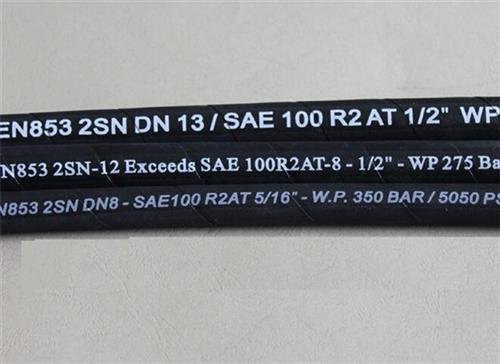 EN853 2SN DN 13 / SAE 100 R2 AT 1/2" WP
N853 2SN-12 Exceeds SAE 100R2AT-8 - 1/2" - WP 275 Ba
N853 2SN DN8 - SAE100 R2AT 5/16" - W.P. 350 BAR / 5050 PS